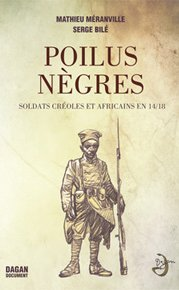 MATHIEU MÉRANVILLE
SERGE BILÉ
POILUS
NÈGRES
SOLDATS CRÉOLES ET AFRICAINS EN 14/18
DAGAN
DOCUMENT